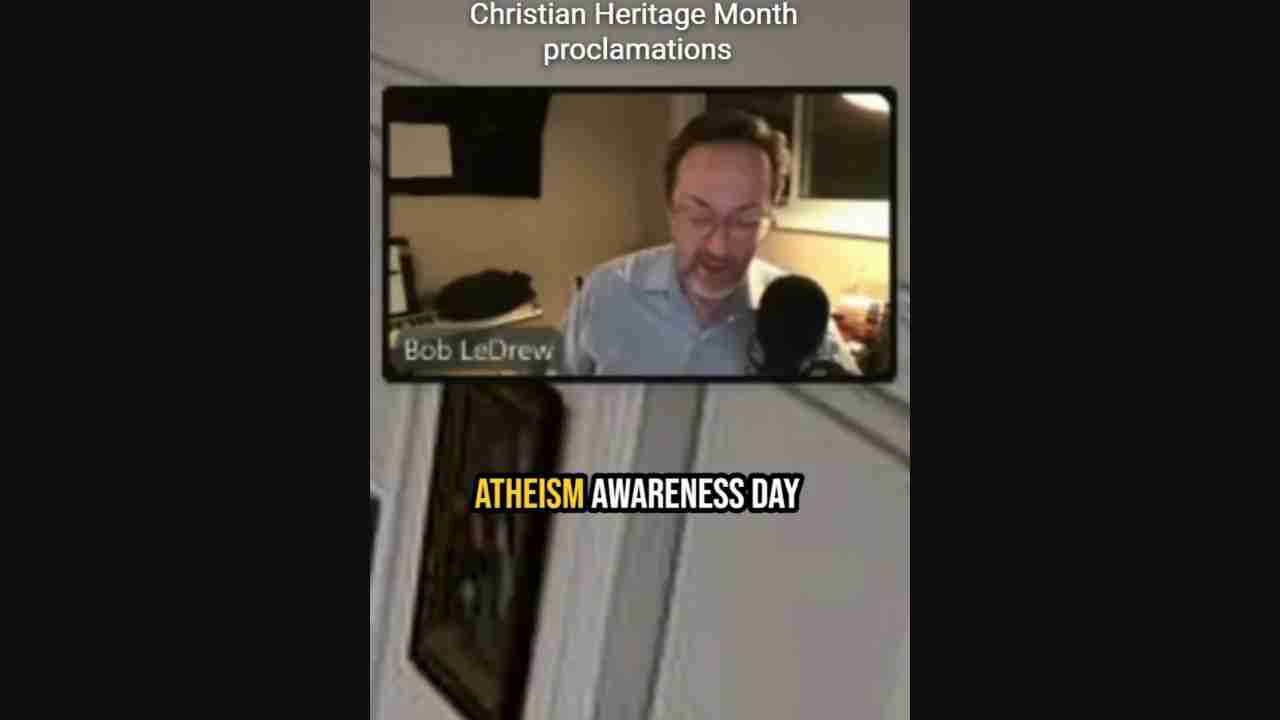 Christian Heritage Month
proclamations
Bob LeDrew
ATHEISM AWARENESS DAY